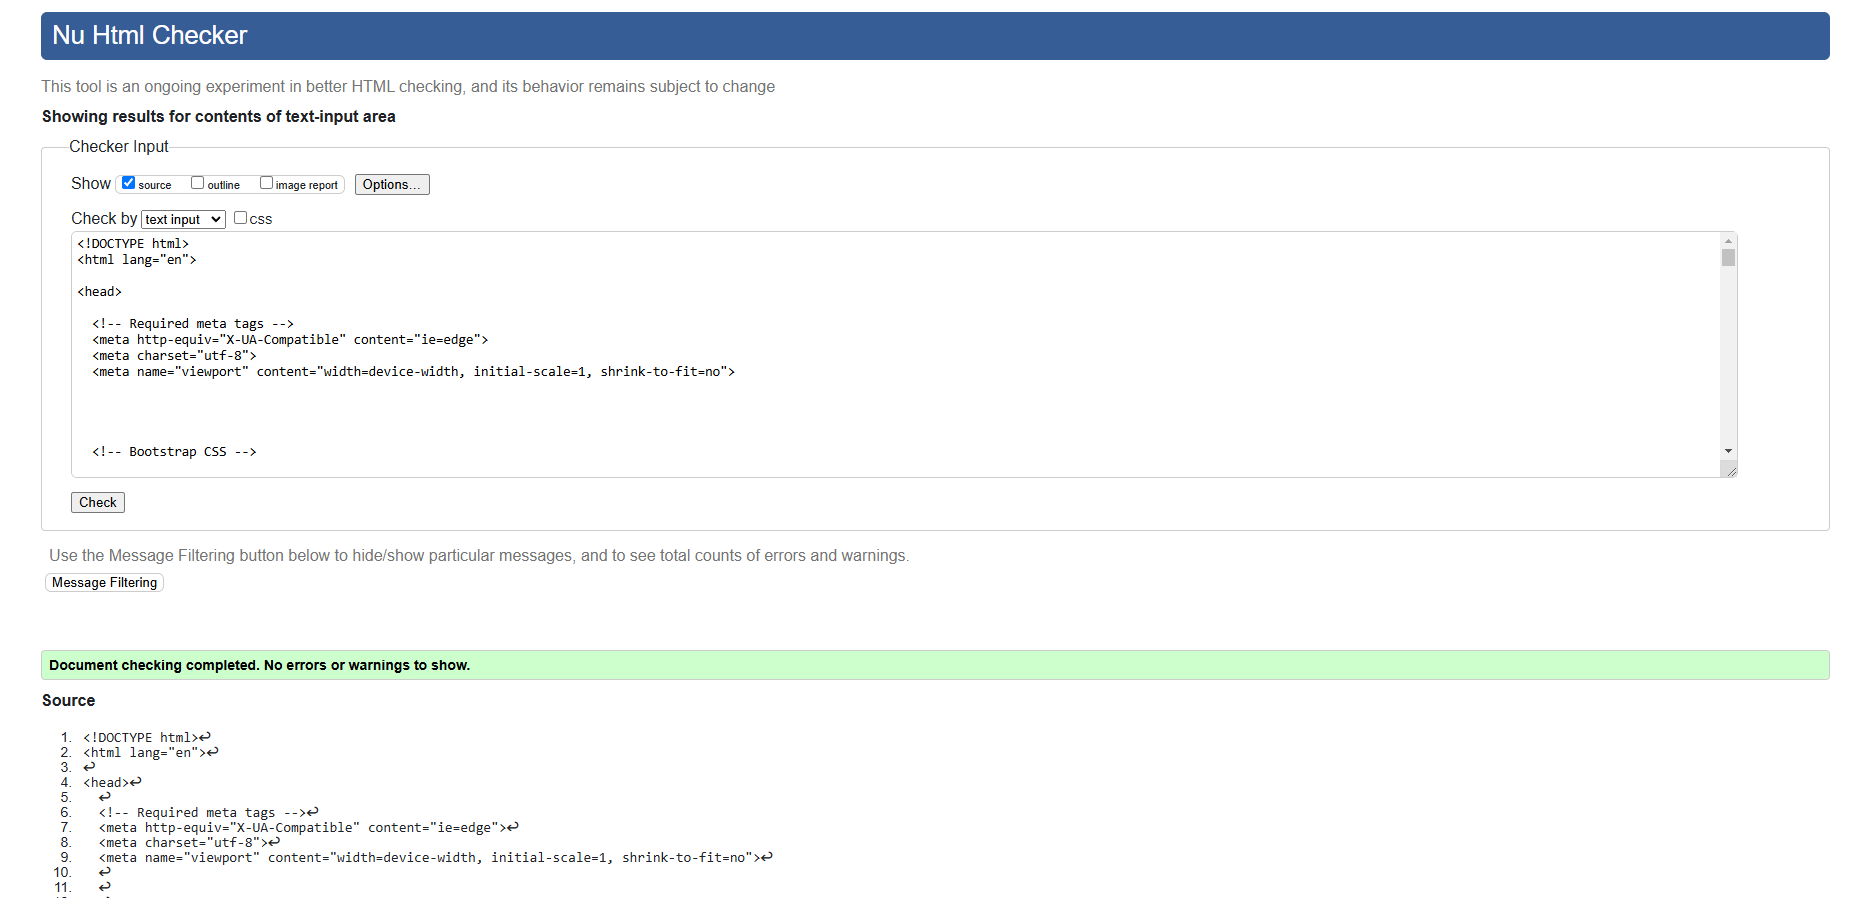 Nu Html Checker
This tool is an ongoing experiment in better HTML checking, and its behavior remains subject to change
Showing results for contents of text-input area
Checker Input
Show source outline image report Options...
Check by text input css
<!DOCTYPE html>
<html lang="en">
<head>
<!-- Required meta tags -->
<meta http-equiv="X-UA-Compatible" content="ie=edge">
<meta charset="utf-8">
<meta name="viewport" content="width=device-width, initial-scale=1, shrink-to-fit=no">
<!-- Bootstrap CSS -->
Check
Use the Message Filtering button below to hide/show particular messages, and to see total counts of errors and warnings.
Message Filtering
Document checking completed. No errors or warnings to show.
Source
1. <!DOCTYPE html>↩
2. <html lang="en">↩
3. ↩
4. <head>↩
5. ↩
6. <!-- Required meta tags -->↩
7. <meta http-equiv="X-UA-Compatible" content="ie=edge">↩
8. <meta charset="utf-8">↩
9. <meta name="viewport" content="width=device-width, initial-scale=1, shrink-to-fit=no">↩
10. ↩
11. ↩